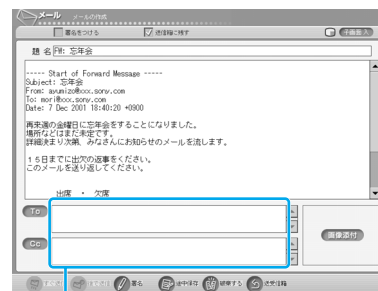 メール メールの作成
署名をつける 送信箱に残す 子画面入
題 名 FW: 忘年会
----- Start of Forward Message -----
Subject: 忘年会
From: ayumizo@xxx.sony.com
To: mori@xxx.sony.com
Date: 7 Dec 2001 18:40:20 +0900
再来週の金曜日に忘年会をすることになりました。
場所などはまだ未定です。
詳細決まり次第、みなさんにお知らせのメールを流します。
15日までに出欠の返事をください。
このメールを送り返してください。
出席 ・ 欠席
To
Cc
画像添付
署名 途中保存 破棄する 送受信箱